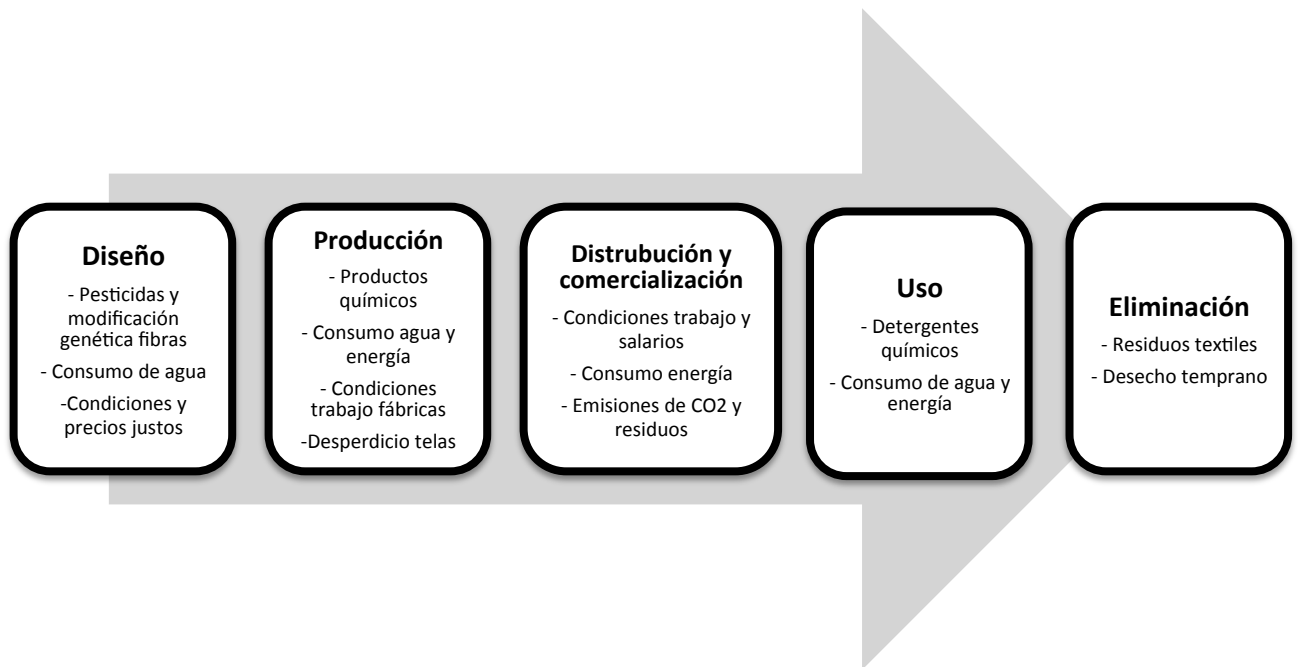 Diseño
- Pesticidas y
modificación
genética fibras
- Consumo de agua
-Condiciones y
precios justos
Producción
- Productos
químicos
- Consumo agua y
energía
- Condiciones
trabajo fábricas
-Desperdicio telas
Distrubución y
comercialización
- Condiciones trabajo y
salarios
- Consumo energía
- Emisiones de CO2 y
residuos
Uso
- Detergentes
químicos
- Consumo de agua y
energía
Eliminación
- Residuos textiles
- Desecho temprano